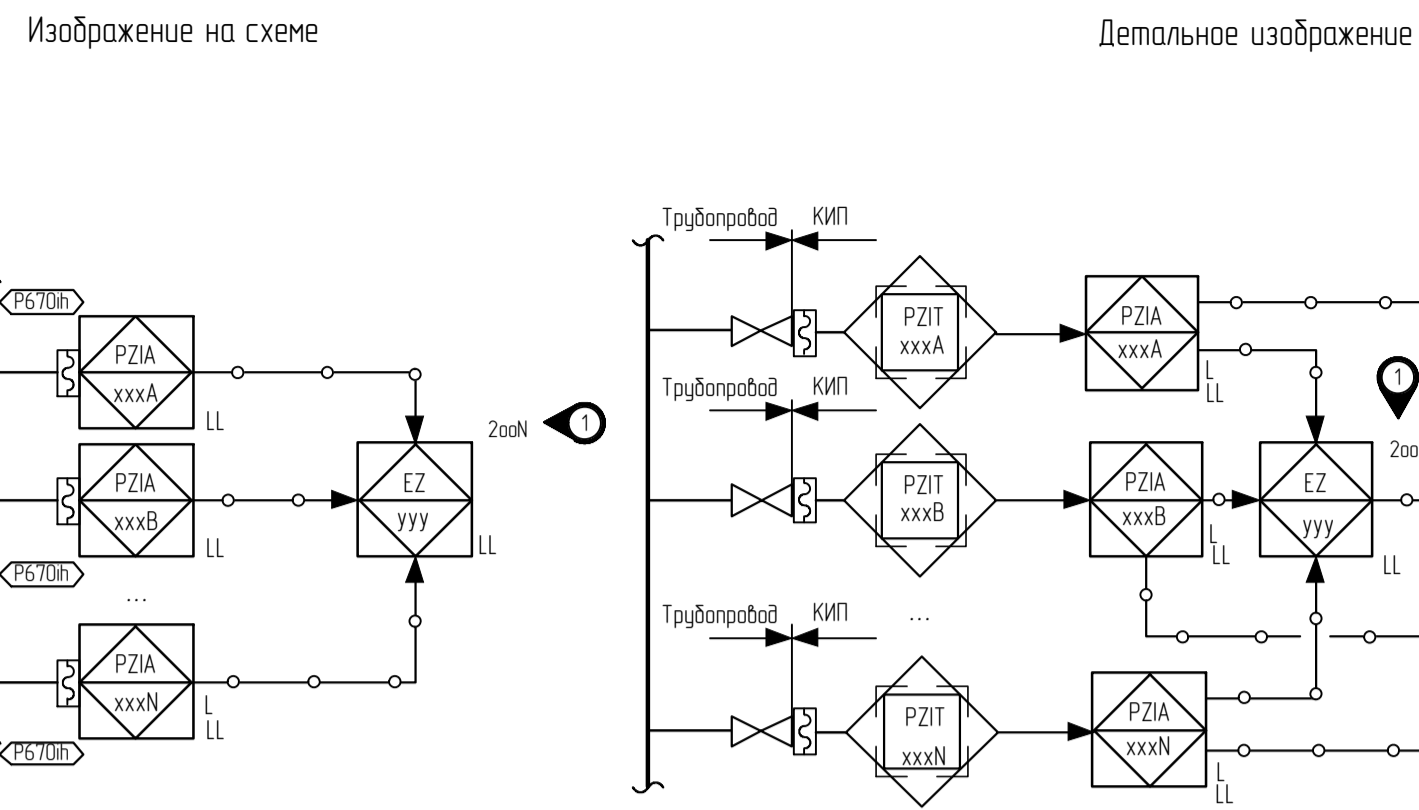 Изображение на схеме
Детальное изображение
P670ih
PZIA
xxxA
LL
PZIA
xxxB
LL
P670ih
...
PZIA
xxxN
L
LL
P670ih
EZ
yyy
LL
2ooN
1
Трубопровод КИП
PZIT
xxxA
PZIA
xxxA
L
LL
Трубопровод КИП
PZIT
xxxB
PZIA
xxxB
L
LL
1
2oo
EZ
yyy
LL
Трубопровод КИП
...
PZIT
xxxN
PZIA
xxxN
L
LL